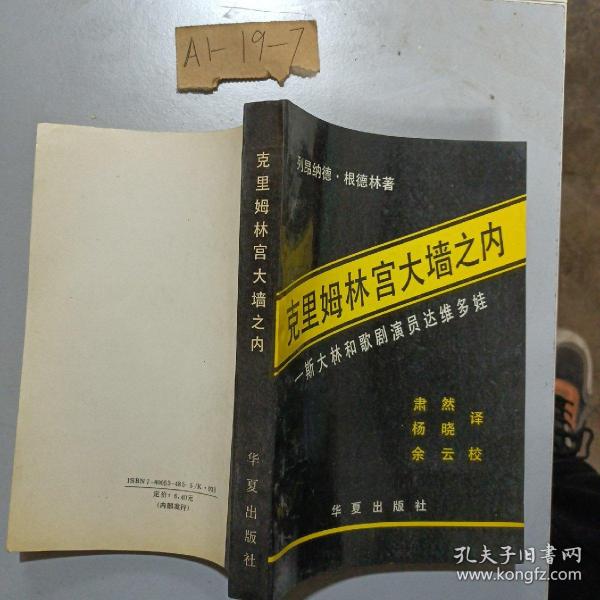 A1-19-7
列昂纳德·根德林著
克里姆林宫大墙之内
—斯大林和歌剧演员达维多娃
肃然
杨晓 译
余云校
华夏出版社
克里姆林宫大墙之内
华夏出版社
定价：6.40元
(内部发行)
孔夫子旧书网
www.kongfz.com